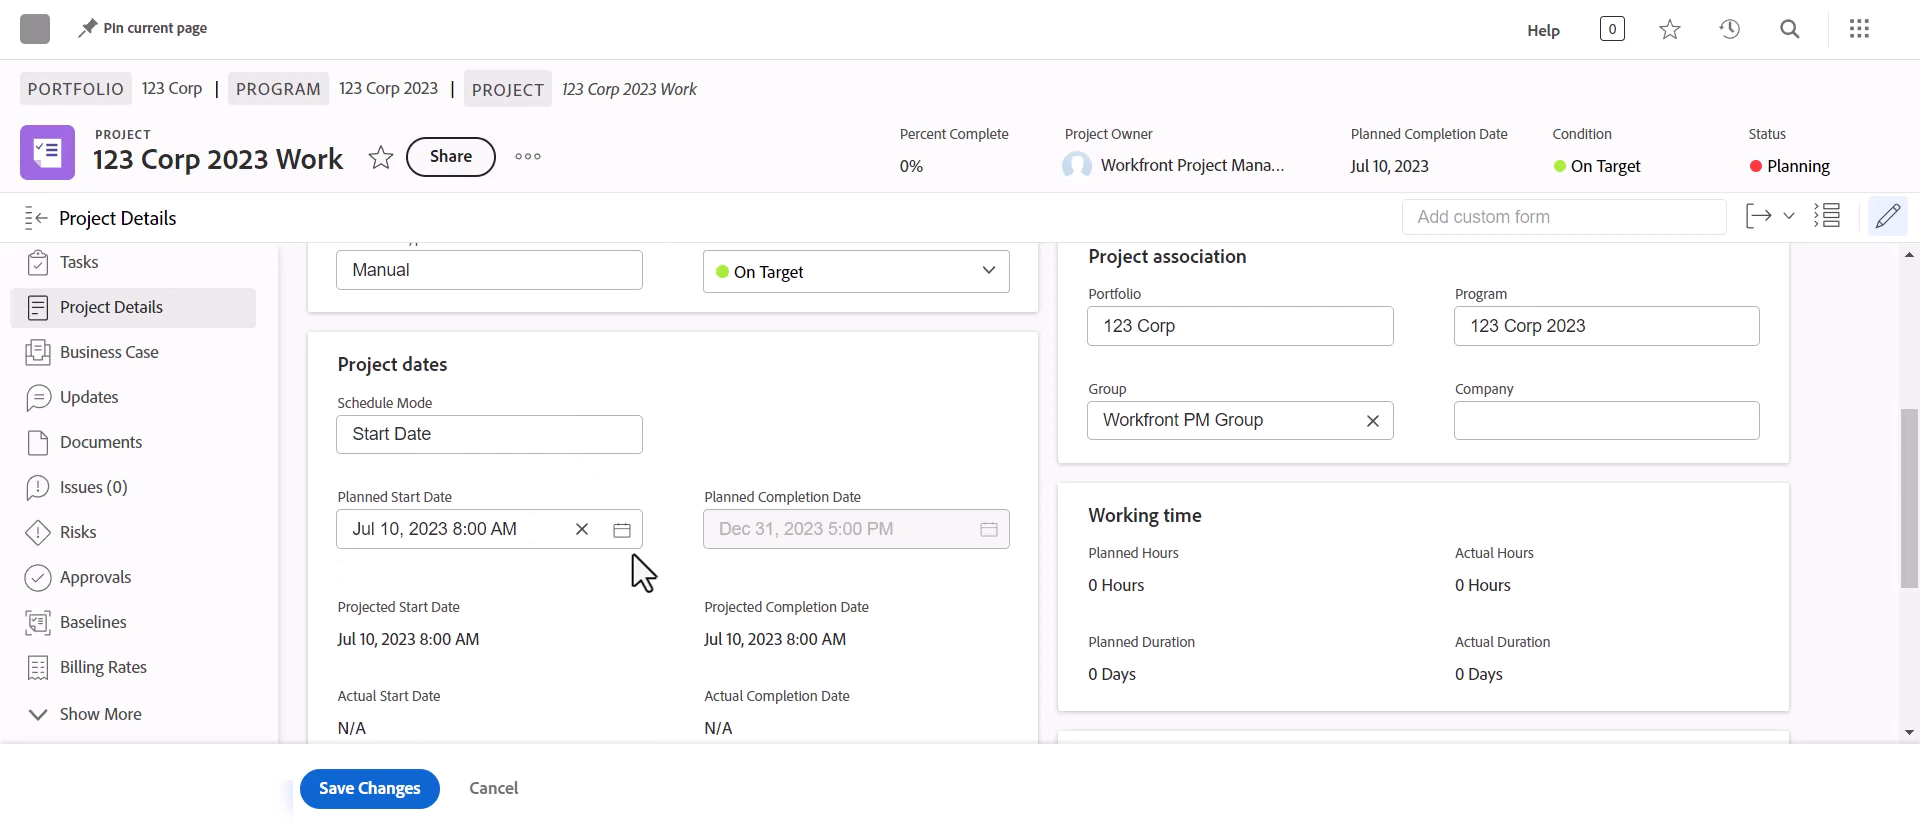 Pin current page
Help
0
PORTFOLIO 123 Corp | PROGRAM 123 Corp 2023 | PROJECT 123 Corp 2023 Work
PROJECT
123 Corp 2023 Work
Share
Percent Complete
0%
Project Owner
Workfront Project Mana...
Planned Completion Date
Jul 10, 2023
Condition
On Target
Status
Planning
Project Details
Add custom form
Tasks
Project Details
Business Case
Updates
Documents
Issues (0)
Risks
Approvals
Baselines
Billing Rates
Show More
Manual
On Target
Project dates
Schedule Mode
Start Date
Planned Start Date
Jul 10, 2023 8:00 AM
Planned Completion Date
Dec 31, 2023 5:00 PM
Projected Start Date
Jul 10, 2023 8:00 AM
Projected Completion Date
Jul 10, 2023 8:00 AM
Actual Start Date
N/A
Actual Completion Date
N/A
Project association
Portfolio
123 Corp
Program
123 Corp 2023
Group
Workfront PM Group
Company
Working time
Planned Hours
0 Hours
Actual Hours
0 Hours
Planned Duration
0 Days
Actual Duration
0 Days
Save Changes
Cancel